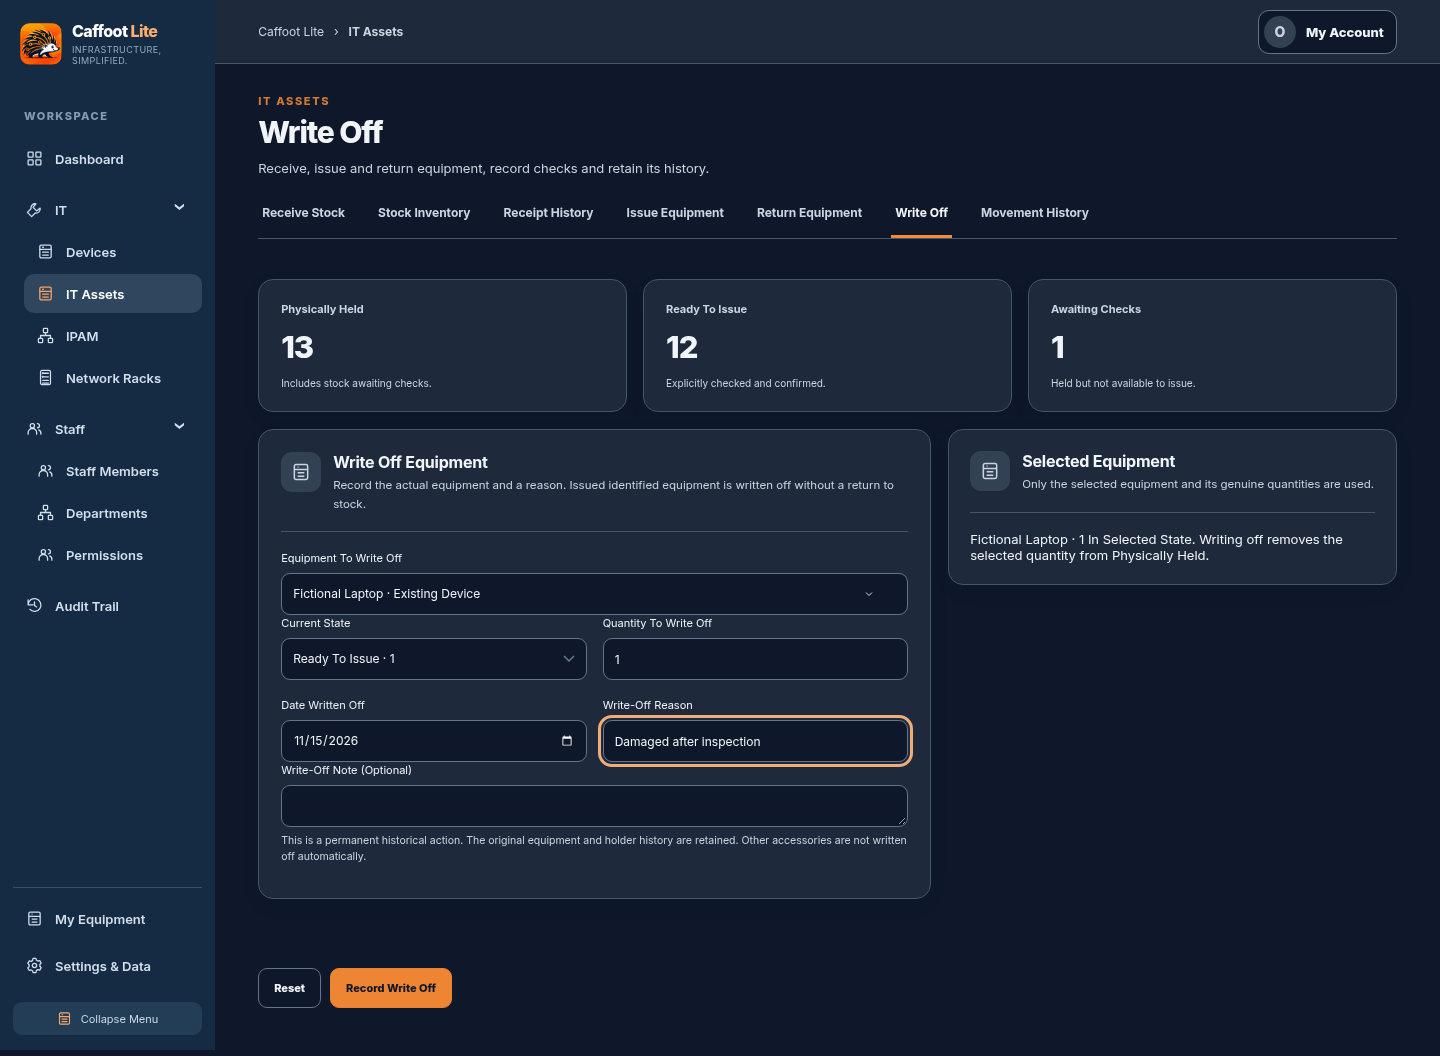 Caffoot Lite
INFRASTRUCTURE,
SIMPLIFIED.
WORKSPACE
Dashboard
IT
Devices
IT Assets
IPAM
Network Racks
Staff
Staff Members
Departments
Permissions
Audit Trail
My Equipment
Settings & Data
Collapse Menu
Caffoot Lite › IT Assets
O My Account
IT ASSETS
Write Off
Receive, issue and return equipment, record checks and retain its history.
Receive Stock Stock Inventory Receipt History Issue Equipment Return Equipment Write Off Movement History
Physically Held
13
Includes stock awaiting checks.
Ready To Issue
12
Explicitly checked and confirmed.
Awaiting Checks
1
Held but not available to issue.
Write Off Equipment
Record the actual equipment and a reason. Issued identified equipment is written off without a return to
stock.
Equipment To Write Off
Fictional Laptop · Existing Device
Current State
Ready To Issue · 1
Quantity To Write Off
1
Date Written Off
11/15/2026
Write-Off Reason
Damaged after inspection
Write-Off Note (Optional)
This is a permanent historical action. The original equipment and holder history are retained. Other accessories are not written
off automatically.
Selected Equipment
Only the selected equipment and its genuine quantities are used.
Fictional Laptop · 1 In Selected State. Writing off removes the
selected quantity from Physically Held.
Reset
Record Write Off